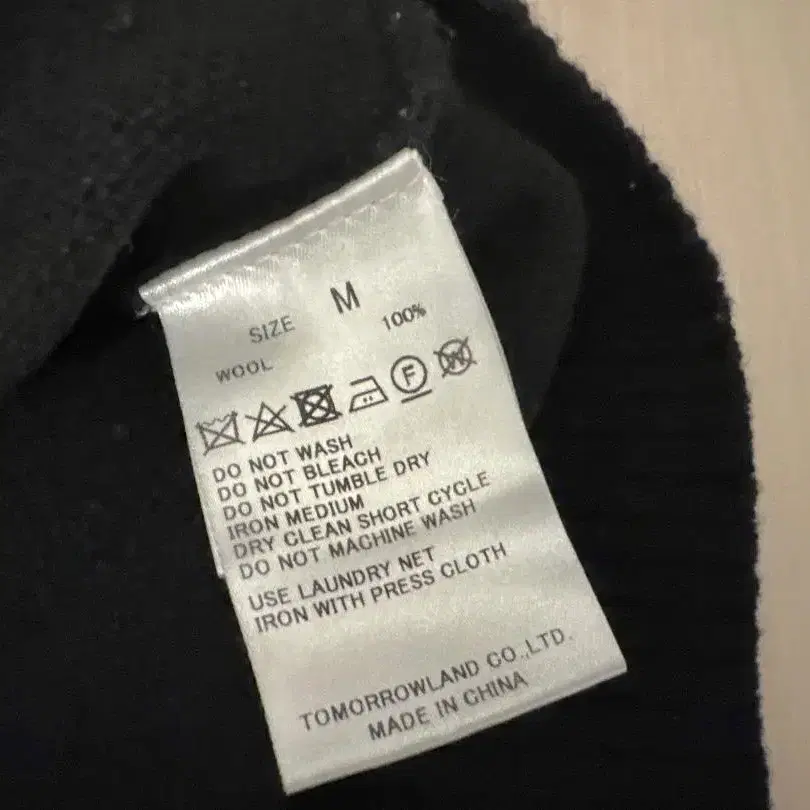 SIZE M
WOOL 100%
F W
DO NOT WASH
DO NOT BLEACH
DO NOT TUMBLE DRY
IRON MEDIUM
DRY CLEAN SHORT CYCLE
DO NOT MACHINE WASH
USE LAUNDRY NET
IRON WITH PRESS CLOTH
TOMORROWLAND CO.,LTD.
MADE IN CHINA